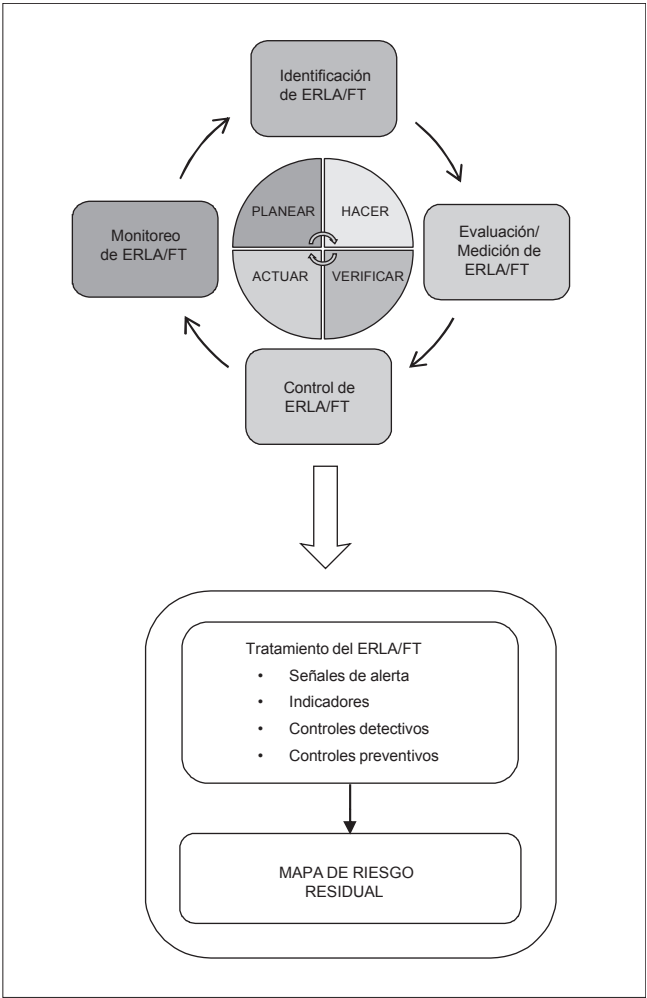 Identificación
de ERLA/FT
PLANEAR
HACER
Monitoreo
de ERLA/FT
Evaluación/
Medición de
ERLA/FT
ACTUAR
VERIFICAR
Control de
ERLA/FT
Tratamiento del ERLA/FT
• Señales de alerta
• Indicadores
• Controles detectivos
• Controles preventivos
MAPA DE RIESGO
RESIDUAL